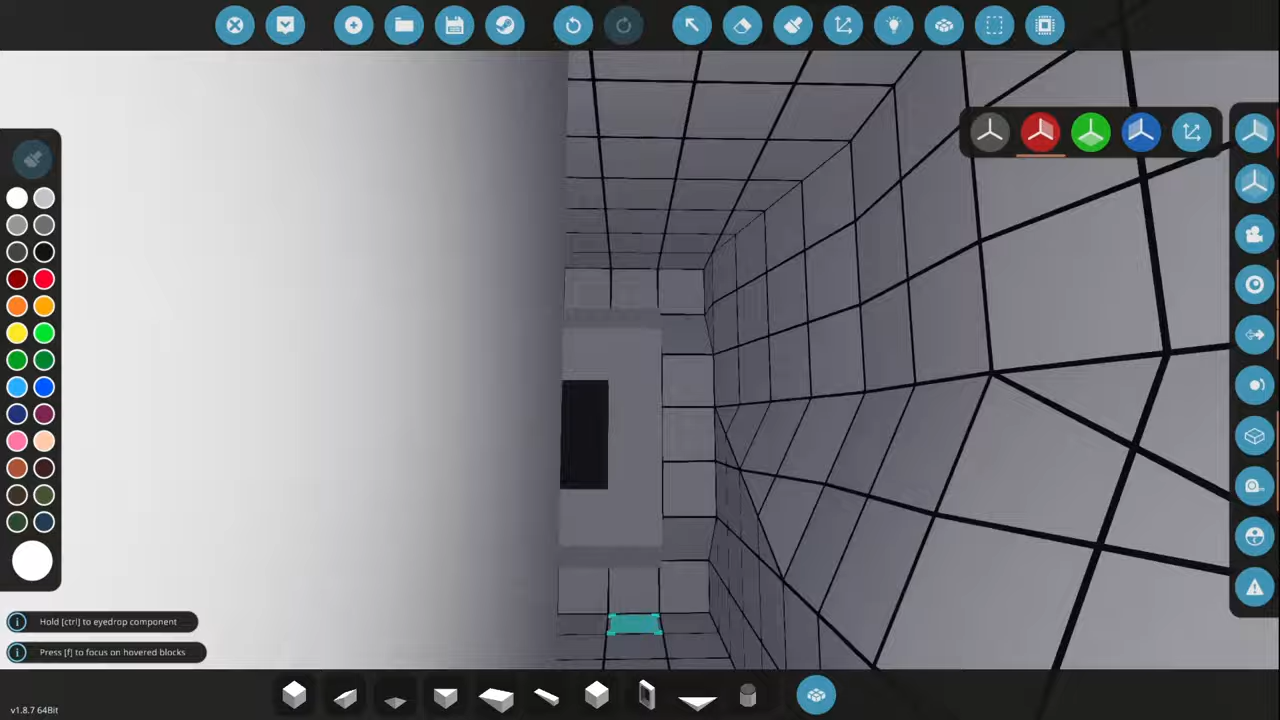 Hold [ctrl] to eyedrop component
Press [f] to focus on hovered blocks
v1.8.7 64Bit